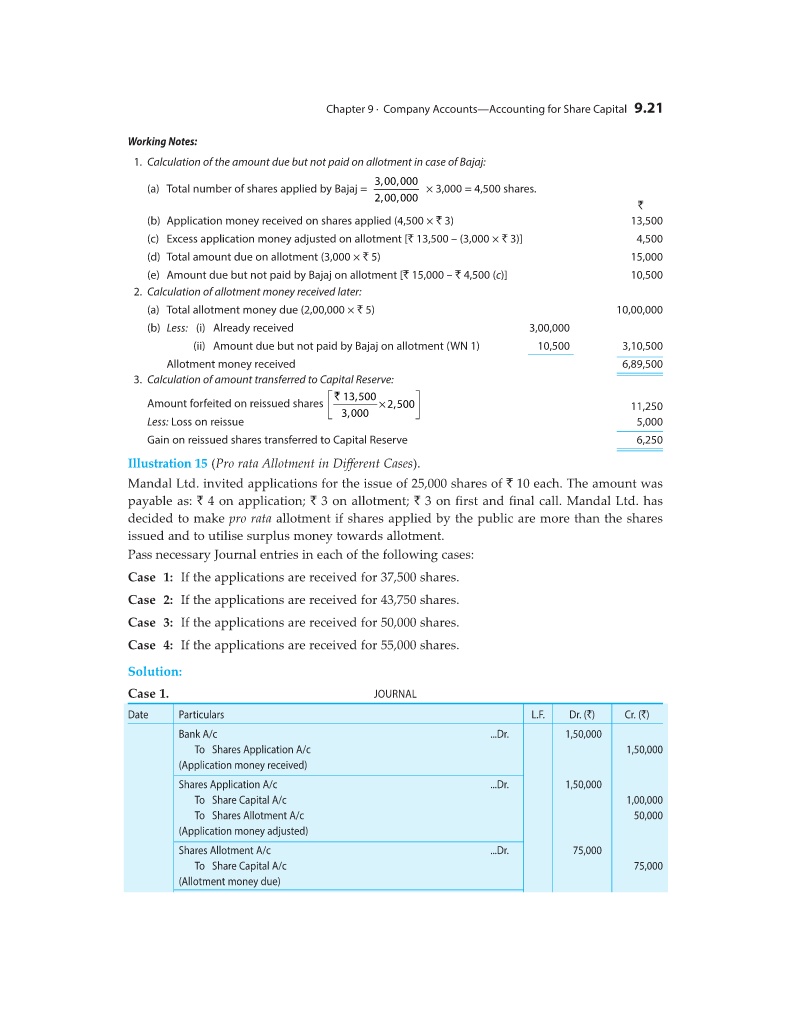 Chapter 9 · Company Accounts—Accounting for Share Capital 9.21
Working Notes:
1. Calculation of the amount due but not paid on allotment in case of Bajaj:
(a) Total number of shares applied by Bajaj = 3,00,000 / 2,00,000 × 3,000 = 4,500 shares.
₹
(b) Application money received on shares applied (4,500 × ₹ 3) 13,500
(c) Excess application money adjusted on allotment [₹ 13,500 – (3,000 × ₹ 3)] 4,500
(d) Total amount due on allotment (3,000 × ₹ 5) 15,000
(e) Amount due but not paid by Bajaj on allotment [₹ 15,000 – ₹ 4,500 (c)] 10,500
2. Calculation of allotment money received later:
(a) Total allotment money due (2,00,000 × ₹ 5) 10,00,000
(b) Less: (i) Already received 3,00,000
(ii) Amount due but not paid by Bajaj on allotment (WN 1) 10,500 3,10,500
Allotment money received 6,89,500
3. Calculation of amount transferred to Capital Reserve:
Amount forfeited on reissued shares [₹ 13,500 / 3,000 × 2,500] 11,250
Less: Loss on reissue 5,000
Gain on reissued shares transferred to Capital Reserve 6,250
Illustration 15 (Pro rata Allotment in Different Cases).
Mandal Ltd. invited applications for the issue of 25,000 shares of ₹ 10 each. The amount was
payable as: ₹ 4 on application; ₹ 3 on allotment; ₹ 3 on first and final call. Mandal Ltd. has
decided to make pro rata allotment if shares applied by the public are more than the shares
issued and to utilise surplus money towards allotment.
Pass necessary Journal entries in each of the following cases:
Case 1: If the applications are received for 37,500 shares.
Case 2: If the applications are received for 43,750 shares.
Case 3: If the applications are received for 50,000 shares.
Case 4: If the applications are received for 55,000 shares.
Solution:
Case 1. JOURNAL
Date Particulars L.F. Dr. (₹) Cr. (₹)
Bank A/c ...Dr. 1,50,000
To Shares Application A/c 1,50,000
(Application money received)
Shares Application A/c ...Dr. 1,50,000
To Share Capital A/c 1,00,000
To Shares Allotment A/c 50,000
(Application money adjusted)
Shares Allotment A/c ...Dr. 75,000
To Share Capital A/c 75,000
(Allotment money due)